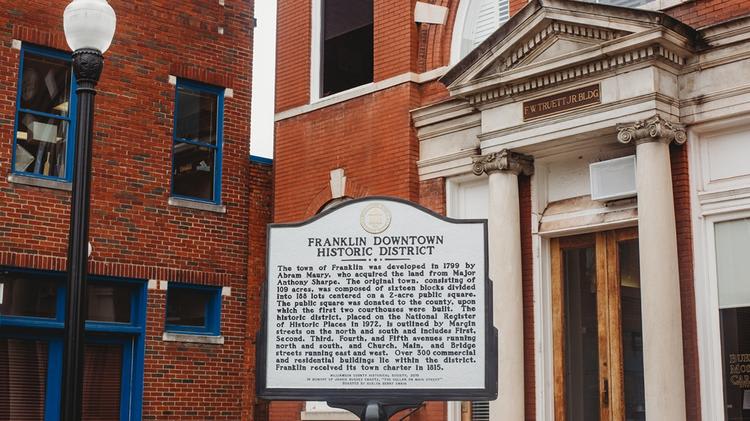 F.W. TRUETT, JR. BLDG.
FRANKLIN DOWNTOWN
HISTORIC DISTRICT
The town of Franklin was developed in 1799 by
Abram Maury, who acquired the land from Major
Anthony Sharpe. The original town, consisting of
109 acres, was composed of sixteen blocks divided
into 188 lots centered on a 2-acre public square.
The public square was donated to the county, upon
which the first two courthouses were built. The
historic district, placed on the National Register
of Historic Places in 1972, is outlined by Margin
streets on the north and south and includes First,
Second, Third, Fourth, and Fifth avenues running
north and south, and Church, Main, and Bridge
streets running east and west. Over 300 commercial
and residential buildings lie within the district.
Franklin received its town charter in 1815.
WILLIAMSON COUNTY HISTORICAL SOCIETY,